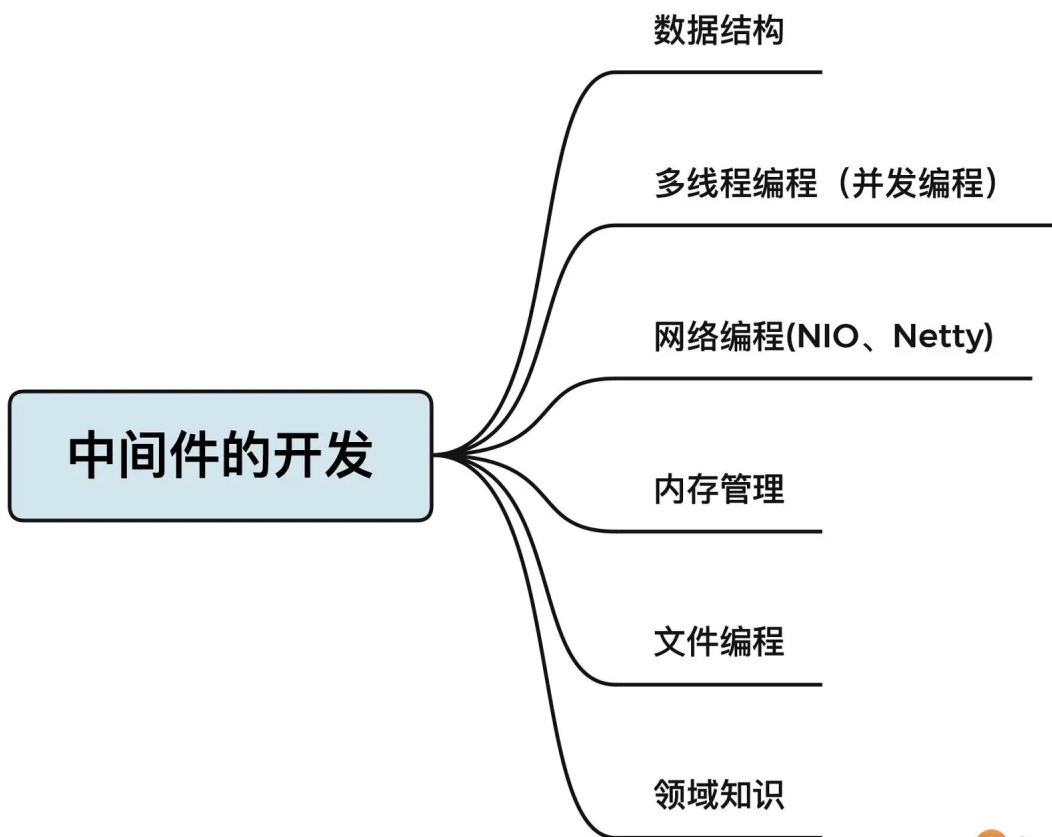 数据结构
多线程编程（并发编程）
网络编程(NIO、Netty)
中间件的开发
内存管理
文件编程
领域知识